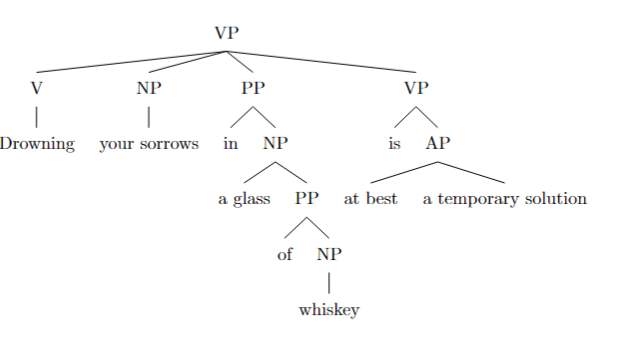 VP
V NP PP VP
Drowning your sorrows in NP is AP
a glass PP at best a temporary solution
of NP
whiskey